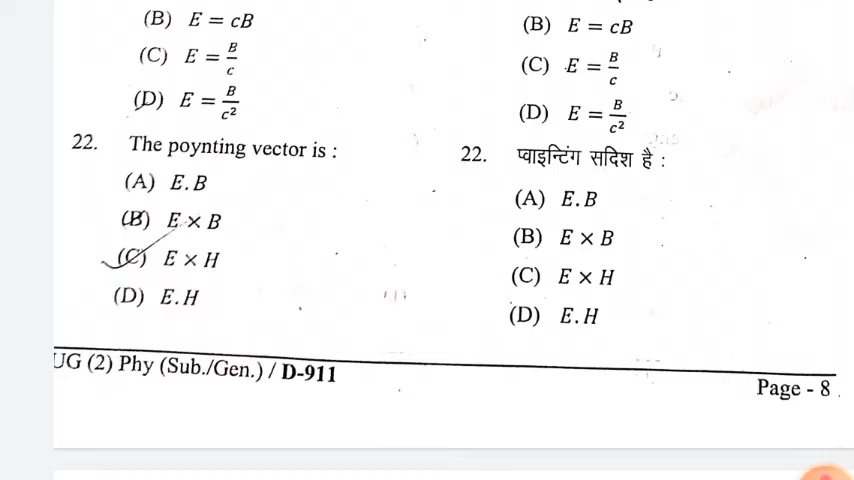 (B) E = cB
(C) E = B/c
(D) E = B/c²
22. The poynting vector is :
(A) E.B
(B) E × B
(C) E × H
(D) E.H
(B) E = cB
(C) E = B/c
(D) E = B/c²
22. प्वाइन्टिंग सदिश है :
(A) E.B
(B) E × B
(C) E × H
(D) E.H
UG (2) Phy (Sub./Gen.) / D-911
Page - 8